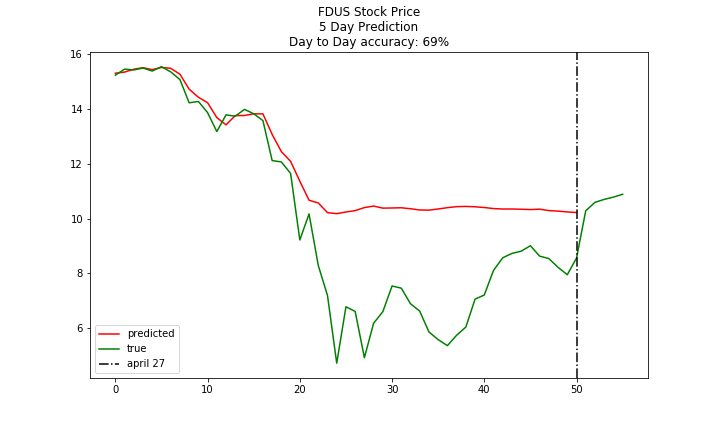 FDUS Stock Price
5 Day Prediction
Day to Day accuracy: 69%
16
14
12
10
8
6
predicted
true
april 27
0 10 20 30 40 50